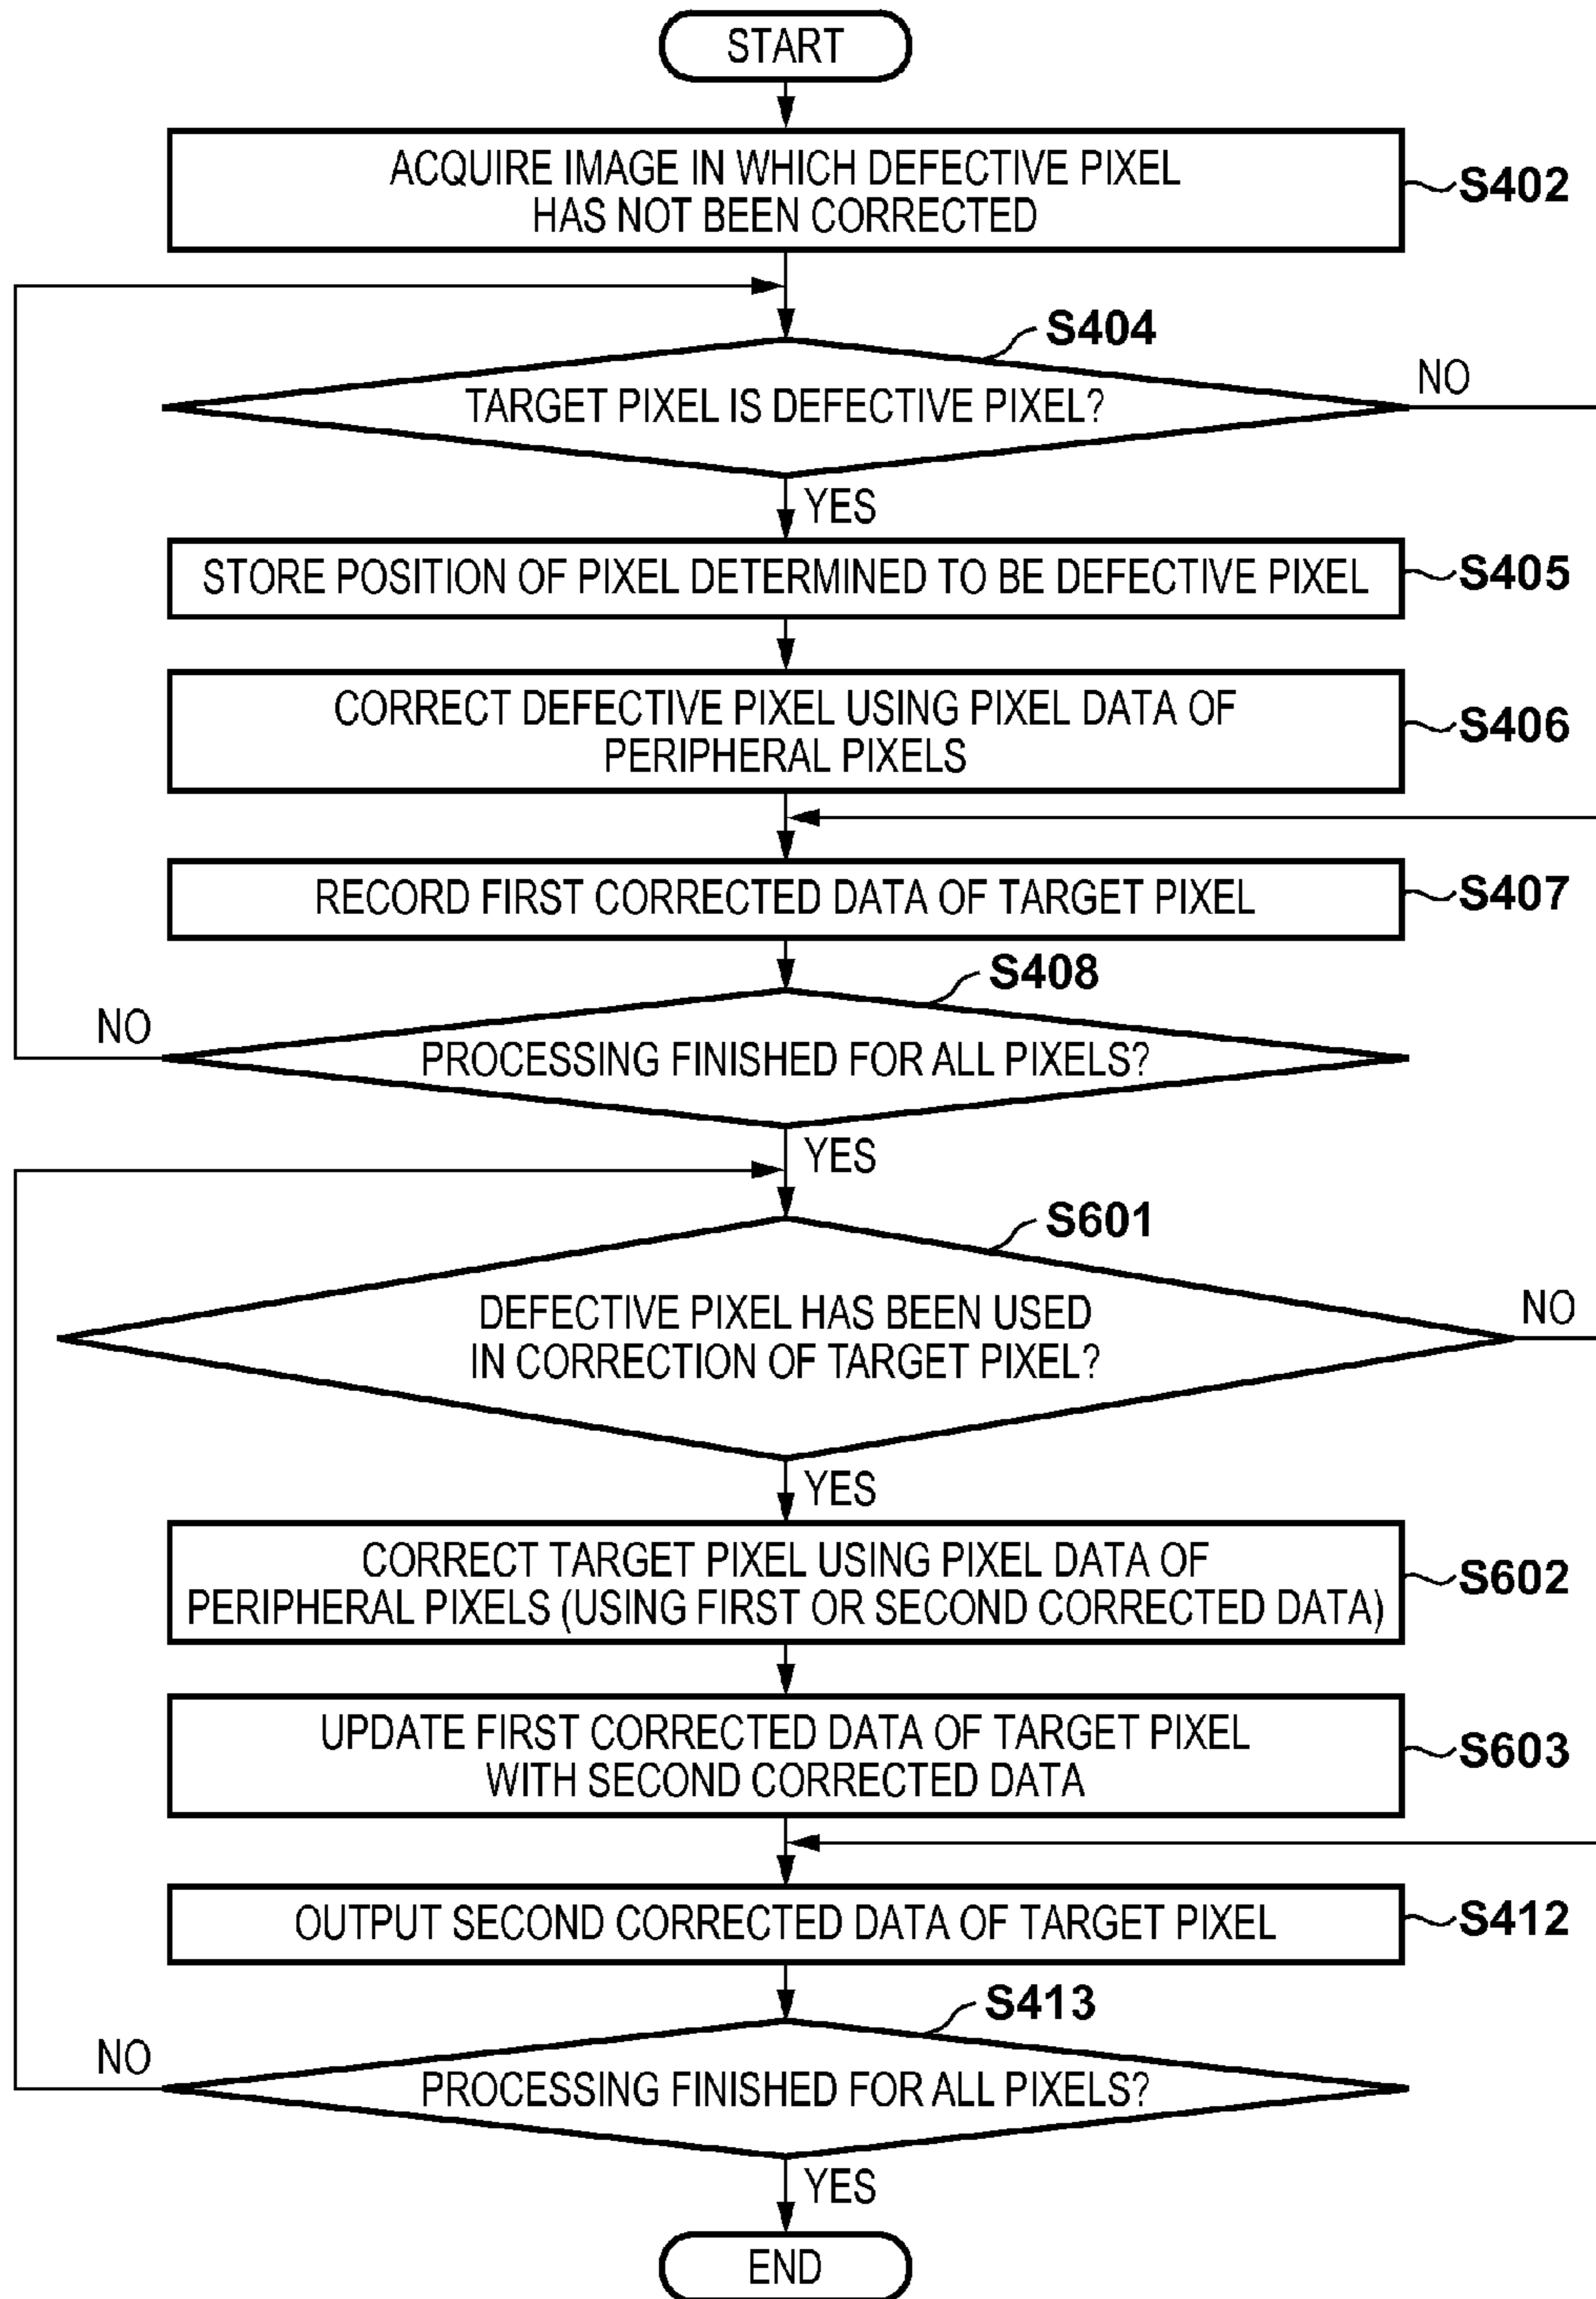 START
ACQUIRE IMAGE IN WHICH DEFECTIVE PIXEL
HAS NOT BEEN CORRECTED
S402
S404
TARGET PIXEL IS DEFECTIVE PIXEL?
NO
YES
STORE POSITION OF PIXEL DETERMINED TO BE DEFECTIVE PIXEL
S405
CORRECT DEFECTIVE PIXEL USING PIXEL DATA OF
PERIPHERAL PIXELS
S406
RECORD FIRST CORRECTED DATA OF TARGET PIXEL
S407
S408
NO
PROCESSING FINISHED FOR ALL PIXELS?
YES
S601
DEFECTIVE PIXEL HAS BEEN USED
IN CORRECTION OF TARGET PIXEL?
NO
YES
CORRECT TARGET PIXEL USING PIXEL DATA OF
PERIPHERAL PIXELS (USING FIRST OR SECOND CORRECTED DATA)
S602
UPDATE FIRST CORRECTED DATA OF TARGET PIXEL
WITH SECOND CORRECTED DATA
S603
OUTPUT SECOND CORRECTED DATA OF TARGET PIXEL
S412
S413
NO
PROCESSING FINISHED FOR ALL PIXELS?
YES
END